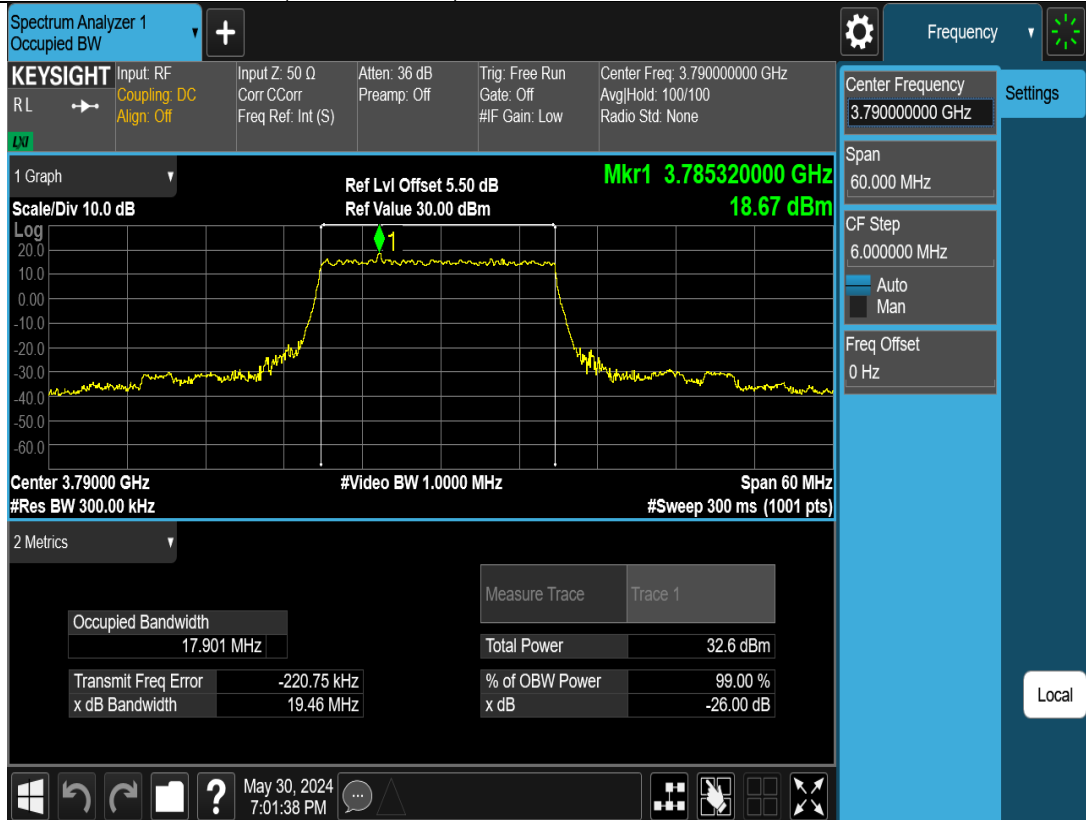 Spectrum Analyzer 1
Occupied BW
+
Frequency
KEYSIGHT
R L
LXI
Input: RF
Coupling: DC
Align: Off
Input Z: 50 Ω
Corr CCorr
Freq Ref: Int (S)
Atten: 36 dB
Preamp: Off
Trig: Free Run
Gate: Off
#IF Gain: Low
Center Freq: 3.790000000 GHz
Avg|Hold: 100/100
Radio Std: None
Center Frequency
3.790000000 GHz
Settings
Span
60.000 MHz
CF Step
6.000000 MHz
Auto
Man
Freq Offset
0 Hz
Local
1 Graph
Scale/Div 10.0 dB
Ref Lvl Offset 5.50 dB
Ref Value 30.00 dBm
Mkr1 3.785320000 GHz
18.67 dBm
Log
1
20.0
10.0
0.00
-10.0
-20.0
-30.0
-40.0
-50.0
-60.0
Center 3.79000 GHz
#Video BW 1.0000 MHz
Span 60 MHz
#Res BW 300.00 kHz
#Sweep 300 ms (1001 pts)
2 Metrics
Measure Trace Trace 1
Occupied Bandwidth
17.901 MHz
Total Power 32.6 dBm
Transmit Freq Error -220.75 kHz
% of OBW Power 99.00 %
x dB Bandwidth 19.46 MHz
x dB -26.00 dB
?
May 30, 2024
7:01:38 PM